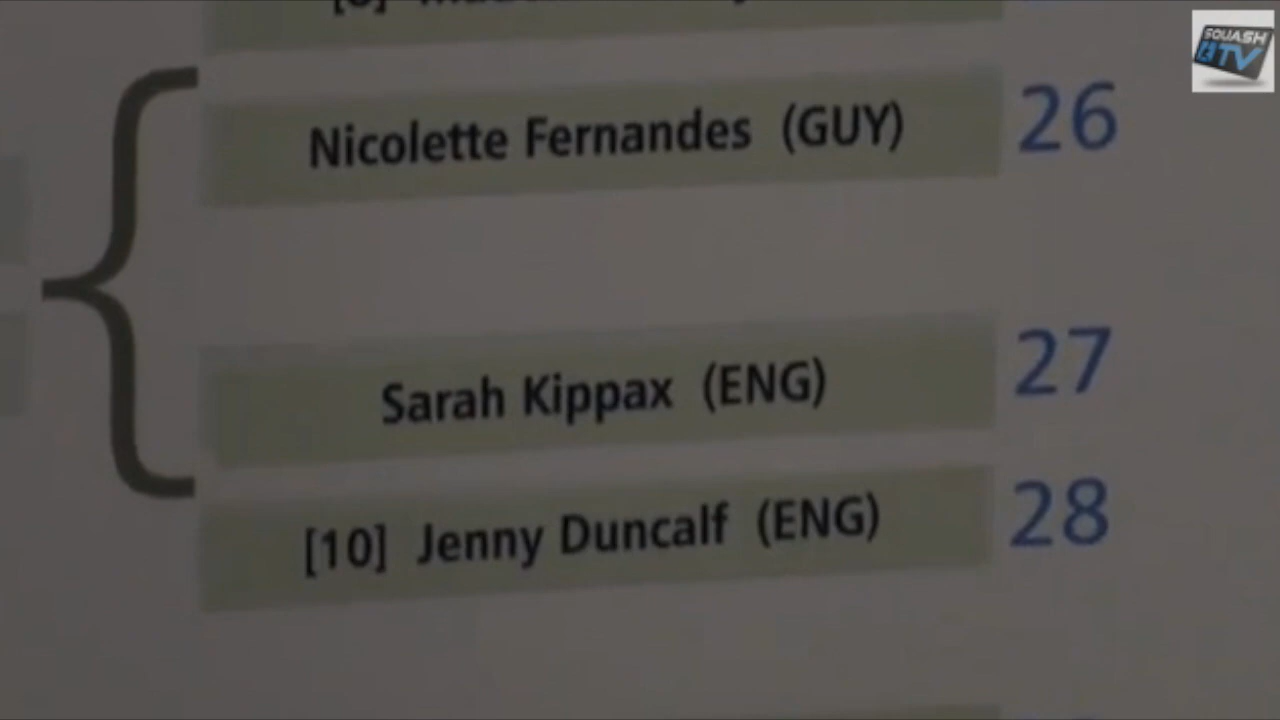 SQUASH
TV
Nicolette Fernandes (GUY) 26
Sarah Kippax (ENG) 27
[10] Jenny Duncalf (ENG) 28